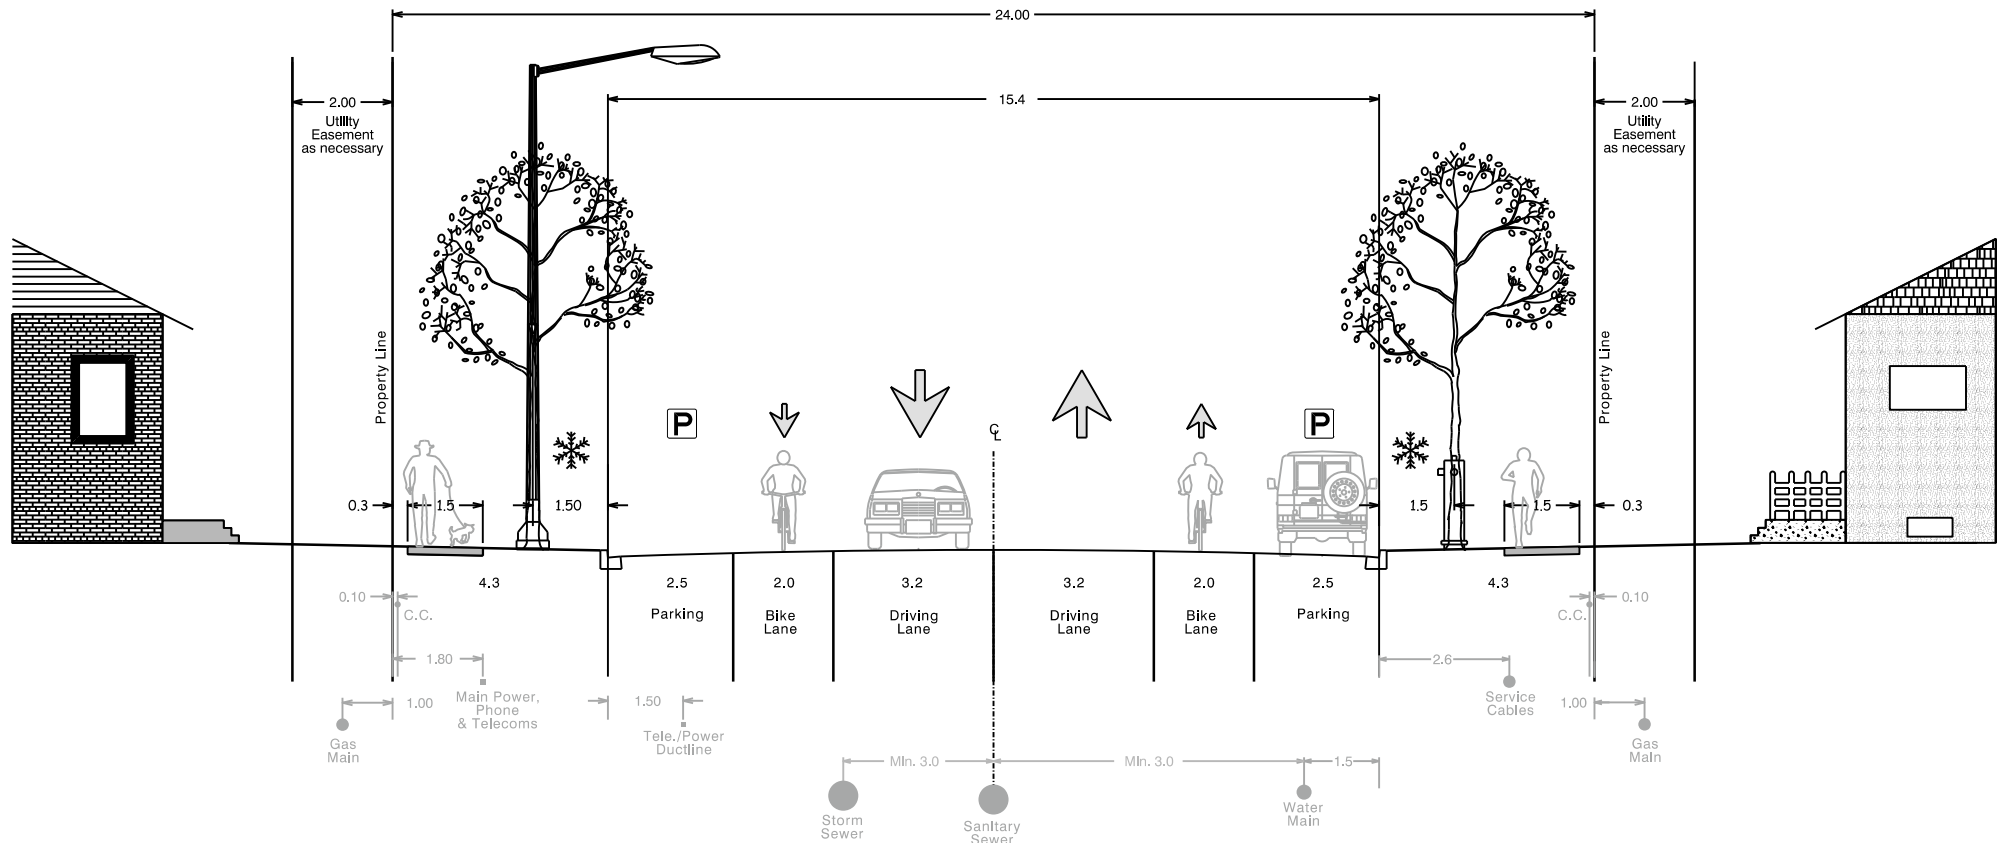 24.00
2.00
15.4
2.00
Utility
Easement
as necessary
Utility
Easement
as necessary
Property Line
Property Line
P
℄
P
0.3
1.5
1.50
1.5
1.5
0.3
4.3
2.5
2.0
3.2
3.2
2.0
2.5
4.3
0.10
C.C.
Parking
Bike
Lane
Driving
Lane
Driving
Lane
Bike
Lane
Parking
C.C.
0.10
1.80
2.6
Main Power,
Phone
& Telecoms
Service
Cables
1.00
1.50
1.00
Gas
Main
Tele./Power
Ductline
Gas
Main
Min. 3.0
Min. 3.0
1.5
Storm
Sewer
Sanitary
Sewer
Water
Main